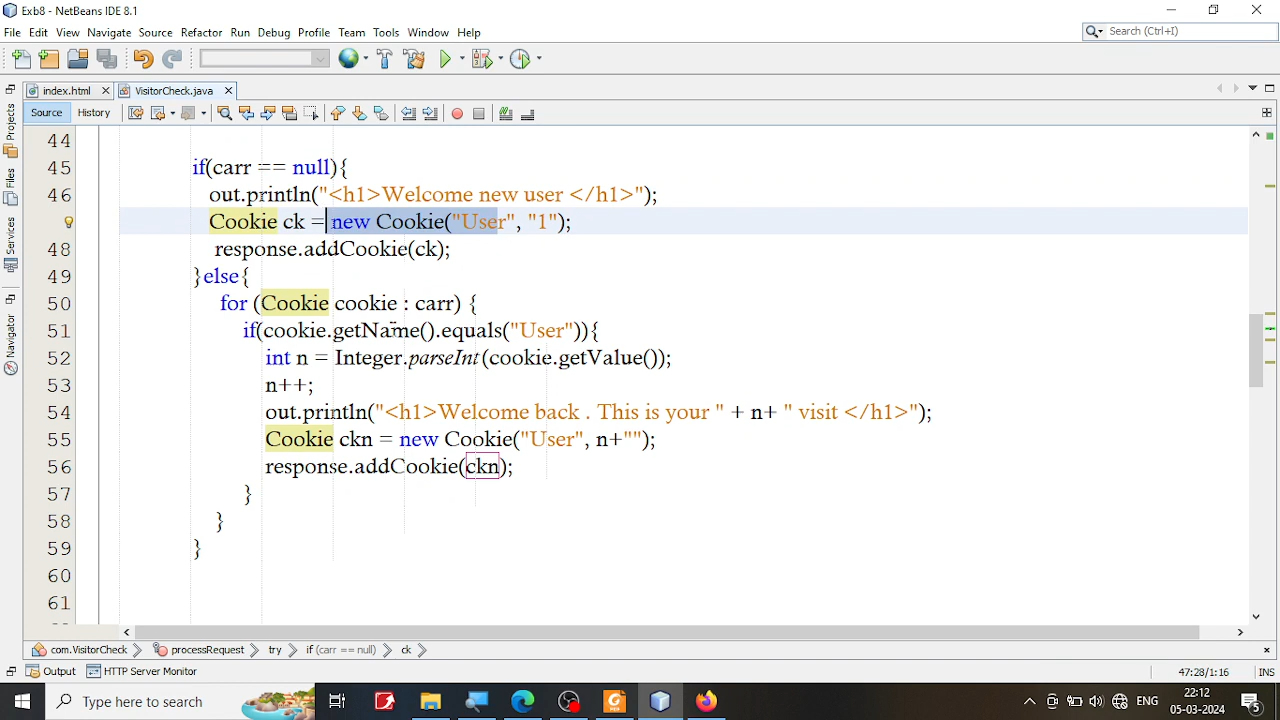 Exb8 - NetBeans IDE 8.1
File Edit View Navigate Source Refactor Run Debug Profile Team Tools Window Help
Search (Ctrl+I)
index.html
VisitorCheck.java
Source History
Projects
Files
Services
Navigator
44
45 if(carr == null){
46 out.println("<h1>Welcome new user </h1>");
Cookie ck = new Cookie("User", "1");
48 response.addCookie(ck);
49 }else{
50 for (Cookie cookie : carr) {
51 if(cookie.getName().equals("User")){
52 int n = Integer.parseInt(cookie.getValue());
53 n++;
54 out.println("<h1>Welcome back . This is your " + n+ " visit </h1>");
55 Cookie ckn = new Cookie("User", n+"");
56 response.addCookie(ckn);
57 }
58 }
59 }
60
61
com.VisitorCheck processRequest try if (carr == null) ck
Output HTTP Server Monitor
47:28/1:16 INS
Type here to search
ENG
22:12
05-03-2024
5